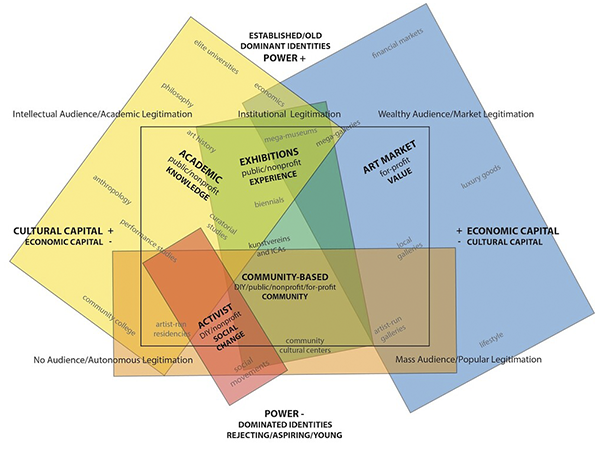 ESTABLISHED/OLD
DOMINANT IDENTITIES
POWER +
elite universities
financial markets
philosophy
economics
Intellectual Audience/Academic Legitimation
Institutional Legitimation
Wealthy Audience/Market Legitimation
art history
mega-museums
mega-galleries
ACADEMIC
public/nonprofit
KNOWLEDGE
EXHIBITIONS
public/nonprofit
EXPERIENCE
ART MARKET
for-profit
VALUE
anthropology
luxury goods
biennials
curatorial
studies
performance studies
CULTURAL CAPITAL +
ECONOMIC CAPITAL -
+ ECONOMIC CAPITAL
- CULTURAL CAPITAL
kunstvereins
and ICAs
local
galleries
COMMUNITY-BASED
DIY/public/nonprofit/for-profit
COMMUNITY
community college
artist-run
residencies
ACTIVIST
DIY/nonprofit
SOCIAL
CHANGE
artist-run
galleries
community
cultural centers
lifestyle
No Audience/Autonomous Legitimation
social
movements
Mass Audience/Popular Legitimation
POWER -
DOMINATED IDENTITIES
REJECTING/ASPIRING/YOUNG